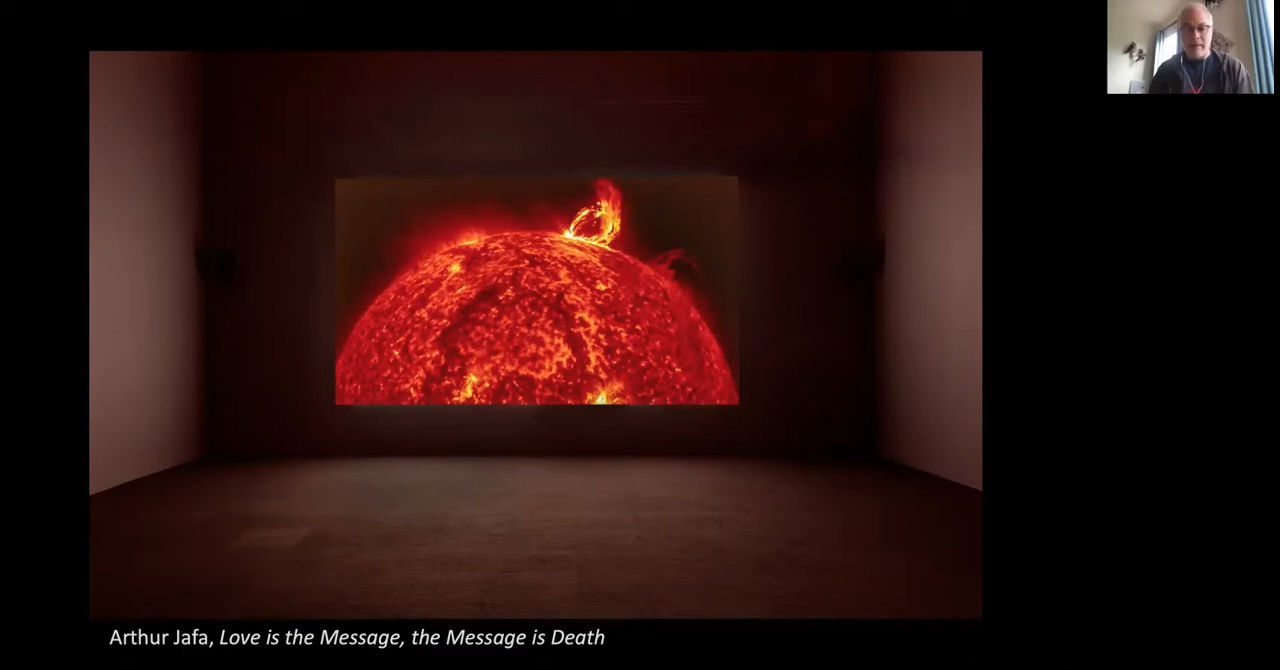 Arthur Jafa, Love is the Message, the Message is Death